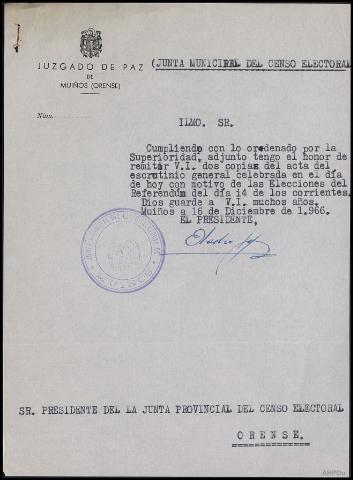 JUZGADO DE PAZ
DE
MUIÑOS (ORENSE)
(JUNTA MUNICIPAL DEL CENSO ELECTORAL
Núm.
ILMO. SR.
Cumpliendo con lo ordenado por la
Superioridad, adjunto tengo el honor de
remitir V.I. dos copias del acta del
escrutinio general celebrada en el día
de hoy con motivo de las Elecciones del
Referéndum del día 14 de los corrientes.
Dios guarde a V.I. muchos años.
Muiños a 16 de Diciembre de 1.966.
EL PRESIDENTE,
MUIÑOS
SR. PRESIDENTE DEL LA JUNTA PROVINCIAL DEL CENSO ELECTORAL
ORENSE.
AHPOu